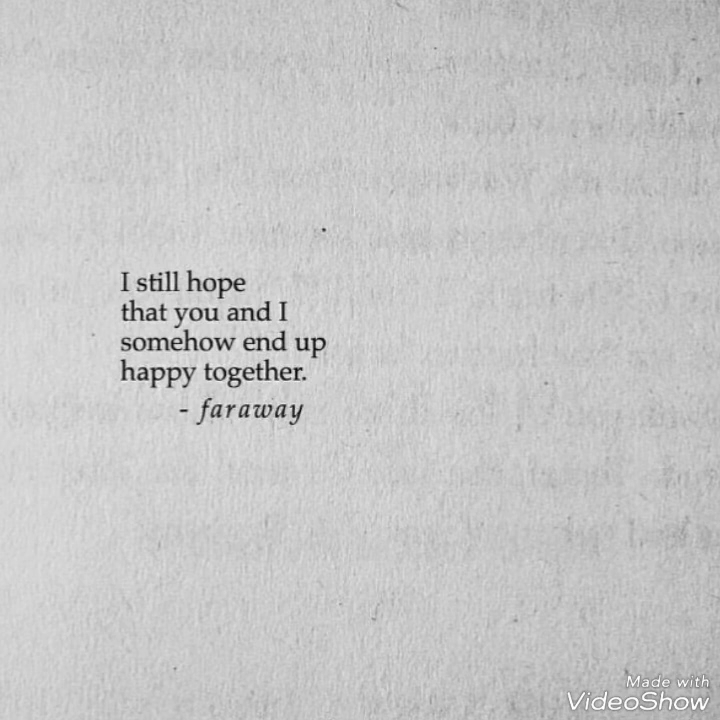 I still hope
that you and I
somehow end up
happy together.
- faraway
Made with
VideoShow